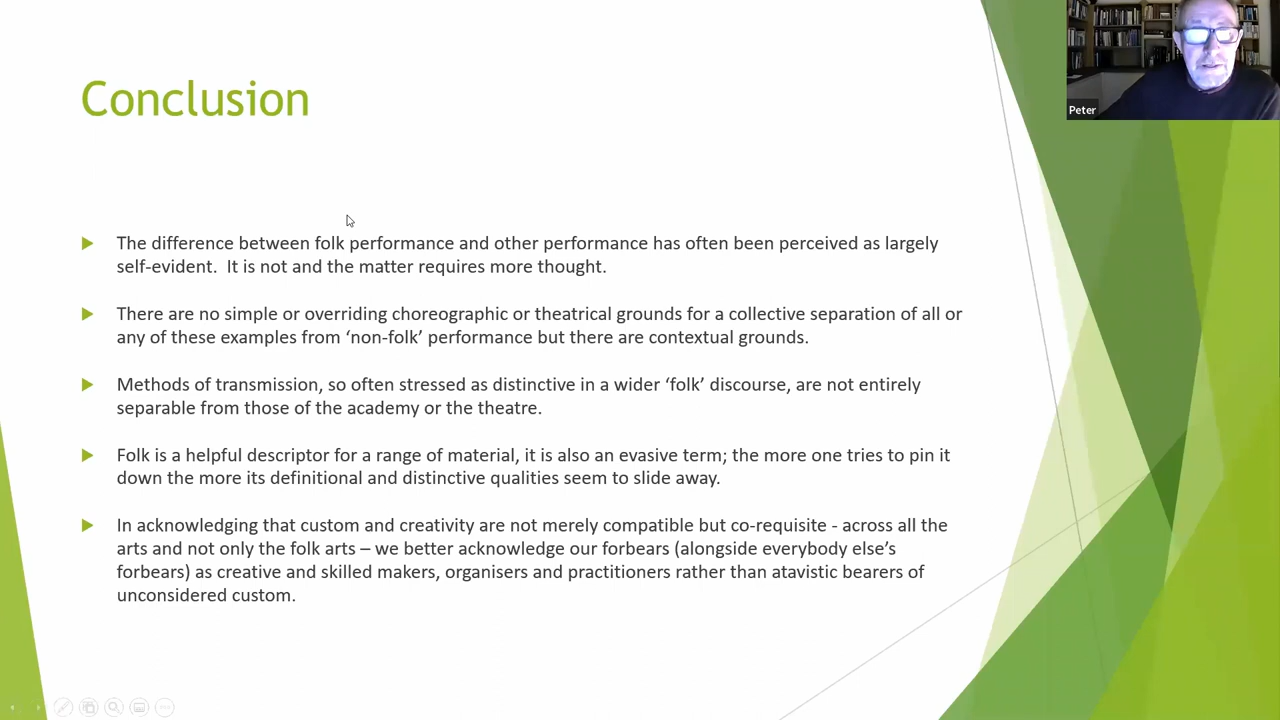 Conclusion
Peter
The difference between folk performance and other performance has often been perceived as largely
self-evident.  It is not and the matter requires more thought.
There are no simple or overriding choreographic or theatrical grounds for a collective separation of all or
any of these examples from ‘non-folk’ performance but there are contextual grounds.
Methods of transmission, so often stressed as distinctive in a wider ‘folk’ discourse, are not entirely
separable from those of the academy or the theatre.
Folk is a helpful descriptor for a range of material, it is also an evasive term; the more one tries to pin it
down the more its definitional and distinctive qualities seem to slide away.
In acknowledging that custom and creativity are not merely compatible but co-requisite - across all the
arts and not only the folk arts – we better acknowledge our forbears (alongside everybody else’s
forbears) as creative and skilled makers, organisers and practitioners rather than atavistic bearers of
unconsidered custom.